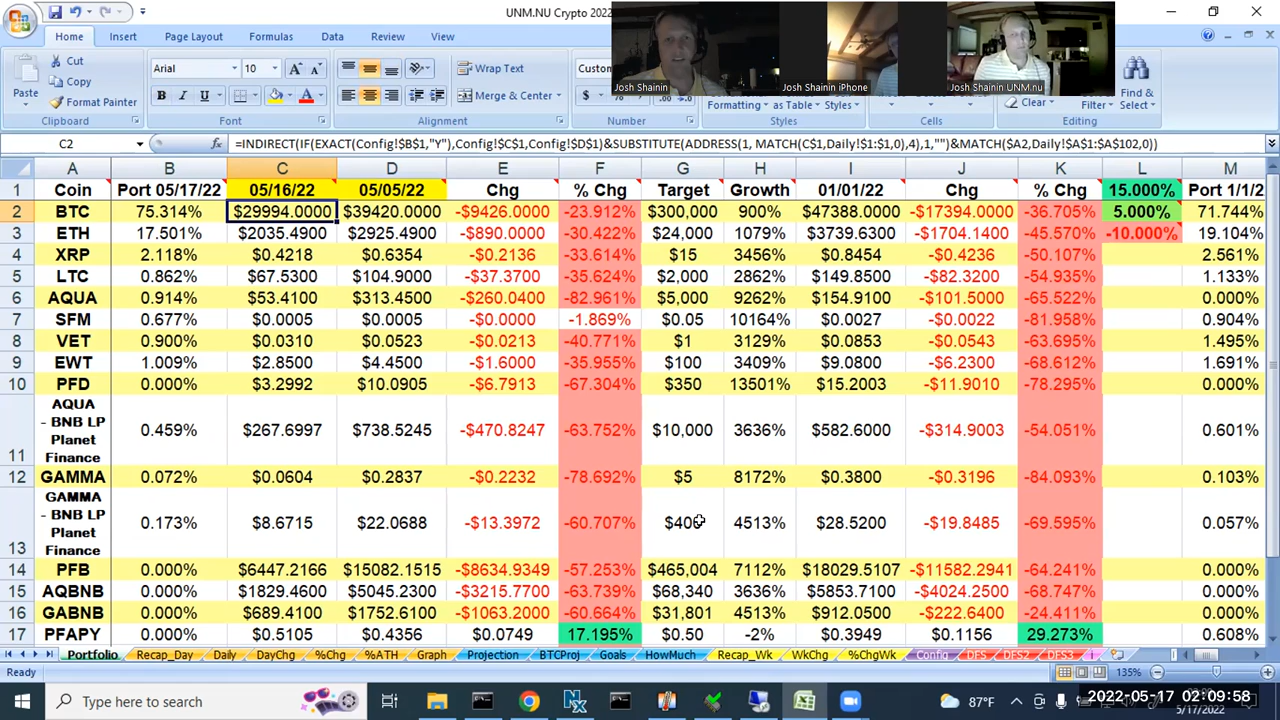 UNM.NU Crypto 2022
Josh Shainin
Josh Shainin iPhone
Josh Shainin UNM.nu
Home Insert Page Layout Formulas Data Review View
Cut
Copy
Format Painter
Paste
Clipboard
Arial 10
B I U
Font
Wrap Text
Merge & Center
Alignment
Custom
$
Number
Formatting as Table Styles
Styles
Cells
Clear
Filter Select
Editing
C2 fx =INDIRECT(IF(EXACT(Config!$B$1,"Y"),Config!$C$1,Config!$D$1)&SUBSTITUTE(ADDRESS(1, MATCH(C$1,Daily!$1:$1,0),4),1,"")&MATCH($A2,Daily!$A$1:$A$102,0))
A B C D E F G H I J K L M
1 Coin Port 05/17/22 05/16/22 05/05/22 Chg % Chg Target Growth 01/01/22 Chg % Chg 15.000% Port 1/1/2
2 BTC 75.314% $29994.0000 $39420.0000 -$9426.0000 -23.912% $300,000 900% $47388.0000 -$17394.0000 -36.705% 5.000% 71.744%
3 ETH 17.501% $2035.4900 $2925.4900 -$890.0000 -30.422% $24,000 1079% $3739.6300 -$1704.1400 -45.570% -10.000% 19.104%
4 XRP 2.118% $0.4218 $0.6354 -$0.2136 -33.614% $15 3456% $0.8454 -$0.4236 -50.107% 2.561%
5 LTC 0.862% $67.5300 $104.9000 -$37.3700 -35.624% $2,000 2862% $149.8500 -$82.3200 -54.935% 1.133%
6 AQUA 0.914% $53.4100 $313.4500 -$260.0400 -82.961% $5,000 9262% $154.9100 -$101.5000 -65.522% 0.000%
7 SFM 0.677% $0.0005 $0.0005 -$0.0000 -1.869% $0.05 10164% $0.0027 -$0.0022 -81.958% 0.904%
8 VET 0.900% $0.0310 $0.0523 -$0.0213 -40.771% $1 3129% $0.0853 -$0.0543 -63.695% 1.495%
9 EWT 1.009% $2.8500 $4.4500 -$1.6000 -35.955% $100 3409% $9.0800 -$6.2300 -68.612% 1.691%
10 PFD 0.000% $3.2992 $10.0905 -$6.7913 -67.304% $350 13501% $15.2003 -$11.9010 -78.295% 0.000%
11 AQUA - BNB LP Planet Finance 0.459% $267.6997 $738.5245 -$470.8247 -63.752% $10,000 3636% $582.6000 -$314.9003 -54.051% 0.601%
12 GAMMA 0.072% $0.0604 $0.2837 -$0.2232 -78.692% $5 8172% $0.3800 -$0.3196 -84.093% 0.103%
13 GAMMA - BNB LP Planet Finance 0.173% $8.6715 $22.0688 -$13.3972 -60.707% $400 4513% $28.5200 -$19.8485 -69.595% 0.057%
14 PFB 0.000% $6447.2166 $15082.1515 -$8634.9349 -57.253% $465,004 7112% $18029.5107 -$11582.2941 -64.241% 0.000%
15 AQBNB 0.000% $1829.4600 $5045.2300 -$3215.7700 -63.739% $68,340 3636% $5853.7100 -$4024.2500 -68.747% 0.000%
16 GABNB 0.000% $689.4100 $1752.6100 -$1063.2000 -60.664% $31,801 4513% $912.0500 -$222.6400 -24.411% 0.000%
17 PFAPY 0.000% $0.5105 $0.4356 $0.0749 17.195% $0.50 -2% $0.3949 $0.1156 29.273% 0.608%
Portfolio Recap_Day Daily DayChg %Chg %ATH Graph Projection BTCProj Goals HowMuch Recap_Wk WkChg %ChgWk Config DFS DFS2 DFS3
Ready 135%
Type here to search 87°F 2022-05-17 02:09:58
5/17/2022